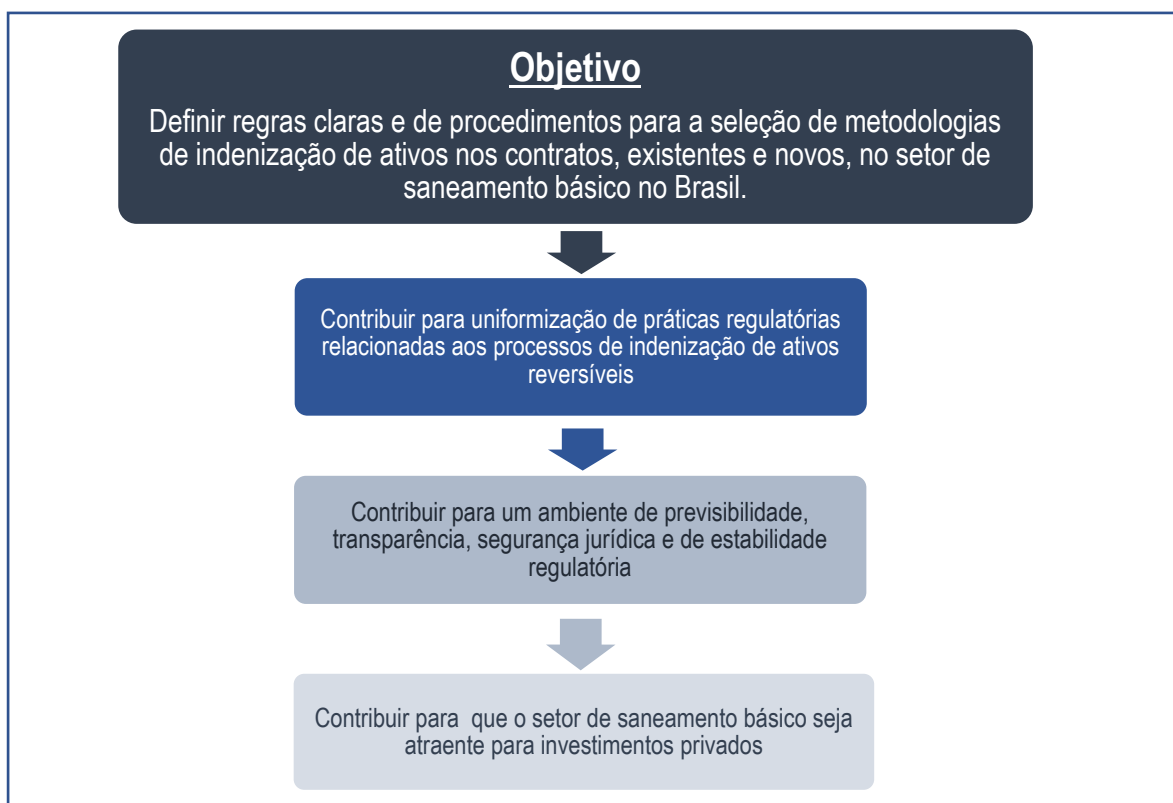 Objetivo
Definir regras claras e de procedimentos para a seleção de metodologias
de indenização de ativos nos contratos, existentes e novos, no setor de
saneamento básico no Brasil.
Contribuir para uniformização de práticas regulatórias
relacionadas aos processos de indenização de ativos
reversíveis
Contribuir para um ambiente de previsibilidade,
transparência, segurança jurídica e de estabilidade
regulatória
Contribuir para  que o setor de saneamento básico seja
atraente para investimentos privados